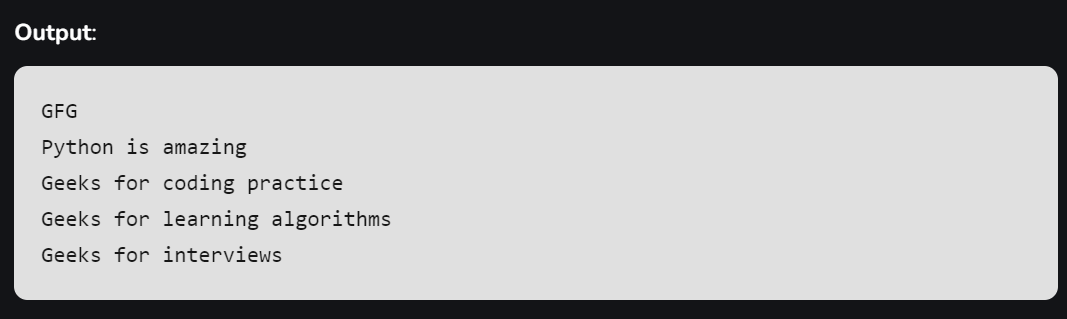 Output:
GFG
Python is amazing
Geeks for coding practice
Geeks for learning algorithms
Geeks for interviews